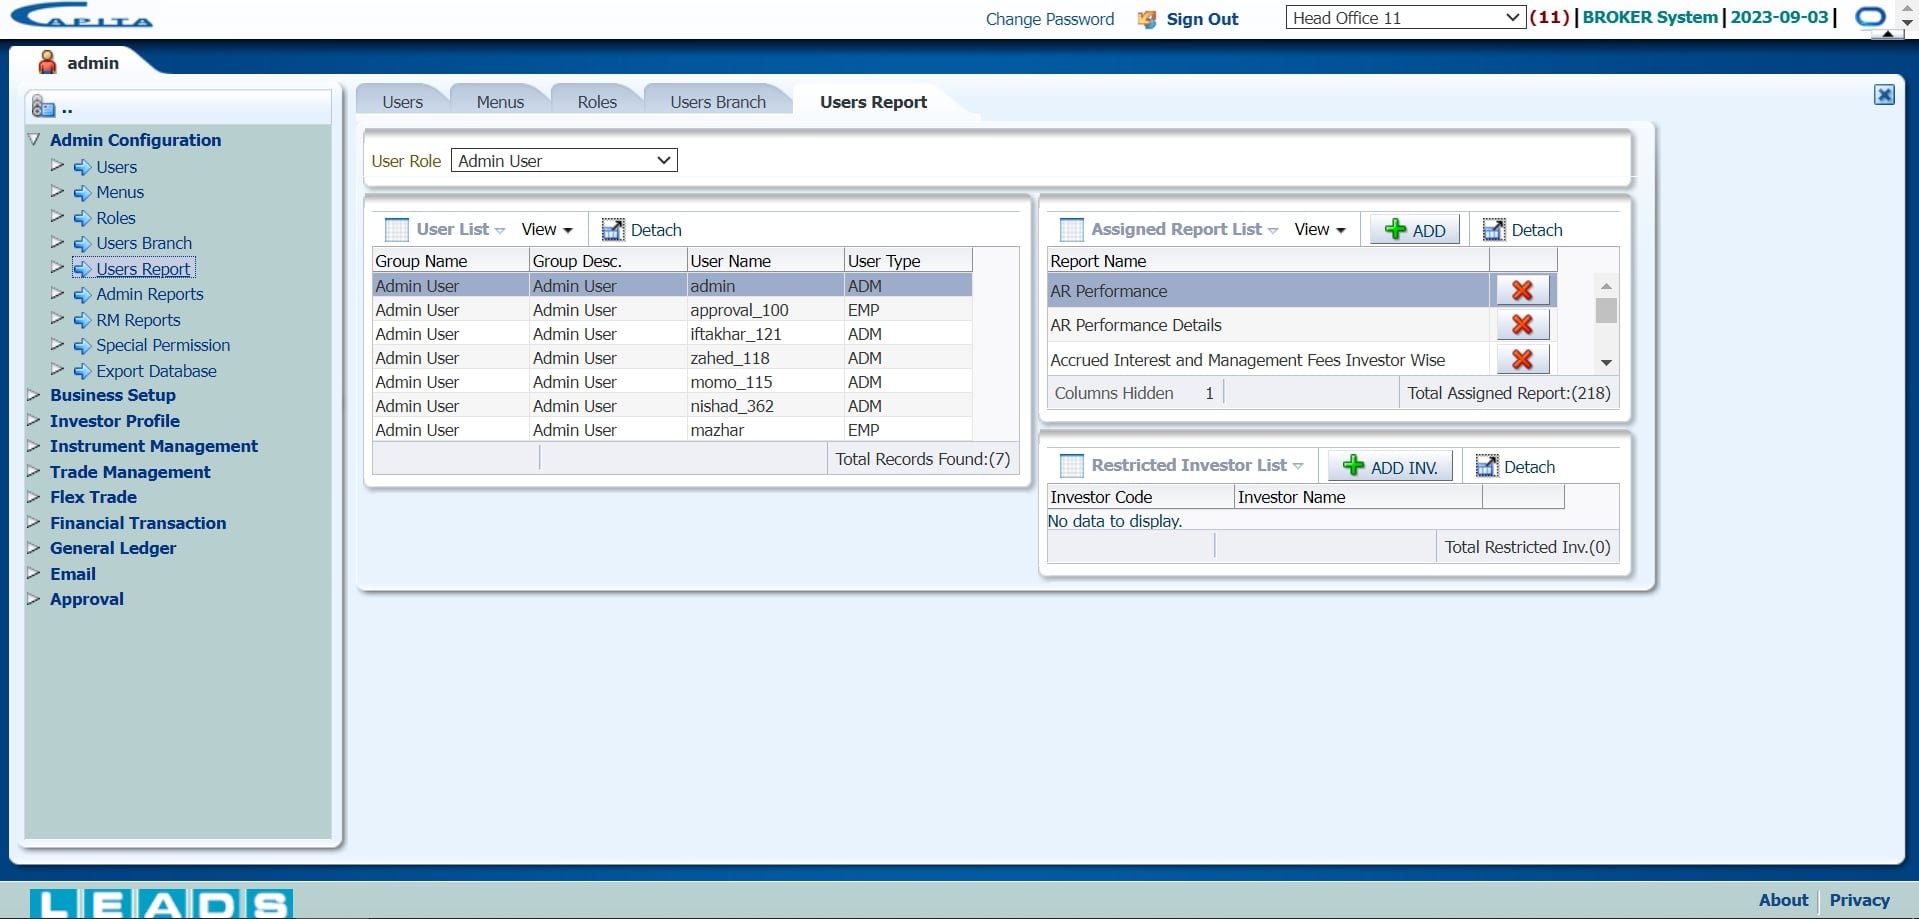 CAPITA
Change Password Sign Out Head Office 11 (11) | BROKER System | 2023-09-03 |
admin
..
Admin Configuration
Users
Menus
Roles
Users Branch
Users Report
Admin Reports
RM Reports
Special Permission
Export Database
Business Setup
Investor Profile
Instrument Management
Trade Management
Flex Trade
Financial Transaction
General Ledger
Email
Approval
Users Menus Roles Users Branch Users Report
User Role Admin User
User List View Detach
Group Name Group Desc. User Name User Type
Admin User Admin User admin ADM
Admin User Admin User approval_100 EMP
Admin User Admin User iftakhar_121 ADM
Admin User Admin User zahed_118 ADM
Admin User Admin User momo_115 ADM
Admin User Admin User nishad_362 ADM
Admin User Admin User mazhar EMP
Total Records Found:(7)
Assigned Report List View ADD Detach
Report Name
AR Performance
AR Performance Details
Accrued Interest and Management Fees Investor Wise
Columns Hidden 1 Total Assigned Report:(218)
Restricted Investor List ADD INV. Detach
Investor Code Investor Name
No data to display.
Total Restricted Inv.(0)
LEADS
About Privacy